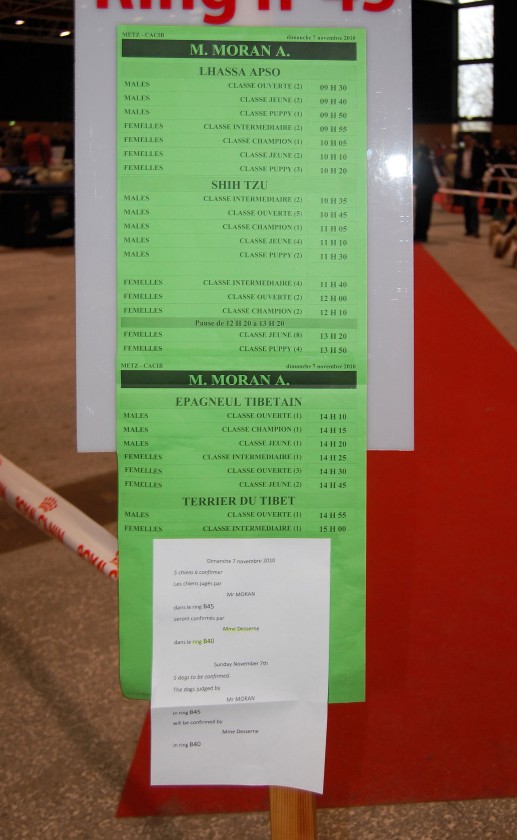 Ring n° 45
METZ - CACIB dimanche 7 novembre 2010
M. MORAN A.
LHASSA APSO
MALES CLASSE OUVERTE (2) 09 H 30
MALES CLASSE JEUNE (2) 09 H 40
MALES CLASSE PUPPY (1) 09 H 50
FEMELLES CLASSE INTERMEDIAIRE (2) 09 H 55
FEMELLES CLASSE CHAMPION (1) 10 H 05
FEMELLES CLASSE JEUNE (2) 10 H 10
FEMELLES CLASSE PUPPY (3) 10 H 20
SHIH TZU
MALES CLASSE INTERMEDIAIRE (2) 10 H 35
MALES CLASSE OUVERTE (5) 10 H 45
MALES CLASSE CHAMPION (1) 11 H 05
MALES CLASSE JEUNE (4) 11 H 10
MALES CLASSE PUPPY (2) 11 H 30
FEMELLES CLASSE INTERMEDIAIRE (4) 11 H 40
FEMELLES CLASSE OUVERTE (2) 12 H 00
FEMELLES CLASSE CHAMPION (2) 12 H 10
Pause de 12 H 20 à 13 H 20
FEMELLES CLASSE JEUNE (8) 13 H 20
FEMELLES CLASSE PUPPY (4) 13 H 50
METZ - CACIB dimanche 7 novembre 2010
M. MORAN A.
EPAGNEUL TIBETAIN
MALES CLASSE OUVERTE (1) 14 H 10
MALES CLASSE CHAMPION (1) 14 H 15
MALES CLASSE JEUNE (1) 14 H 20
FEMELLES CLASSE INTERMEDIAIRE (1) 14 H 25
FEMELLES CLASSE OUVERTE (3) 14 H 30
FEMELLES CLASSE JEUNE (2) 14 H 45
TERRIER DU TIBET
MALES CLASSE OUVERTE (1) 14 H 55
FEMELLES CLASSE INTERMEDIAIRE (1) 15 H 00
Dimanche 7 novembre 2010
5 chiens à confirmer
Les chiens jugés par
Mr MORAN
dans le ring B45
seront confirmés par
Mme Desserne
dans le ring B40
Sunday November 7th
5 dogs to be confirmed
The dogs judged by
Mr MORAN
in ring B45
will be confirmed by
Mme Desserne
in ring B40
ROYAL CANIN